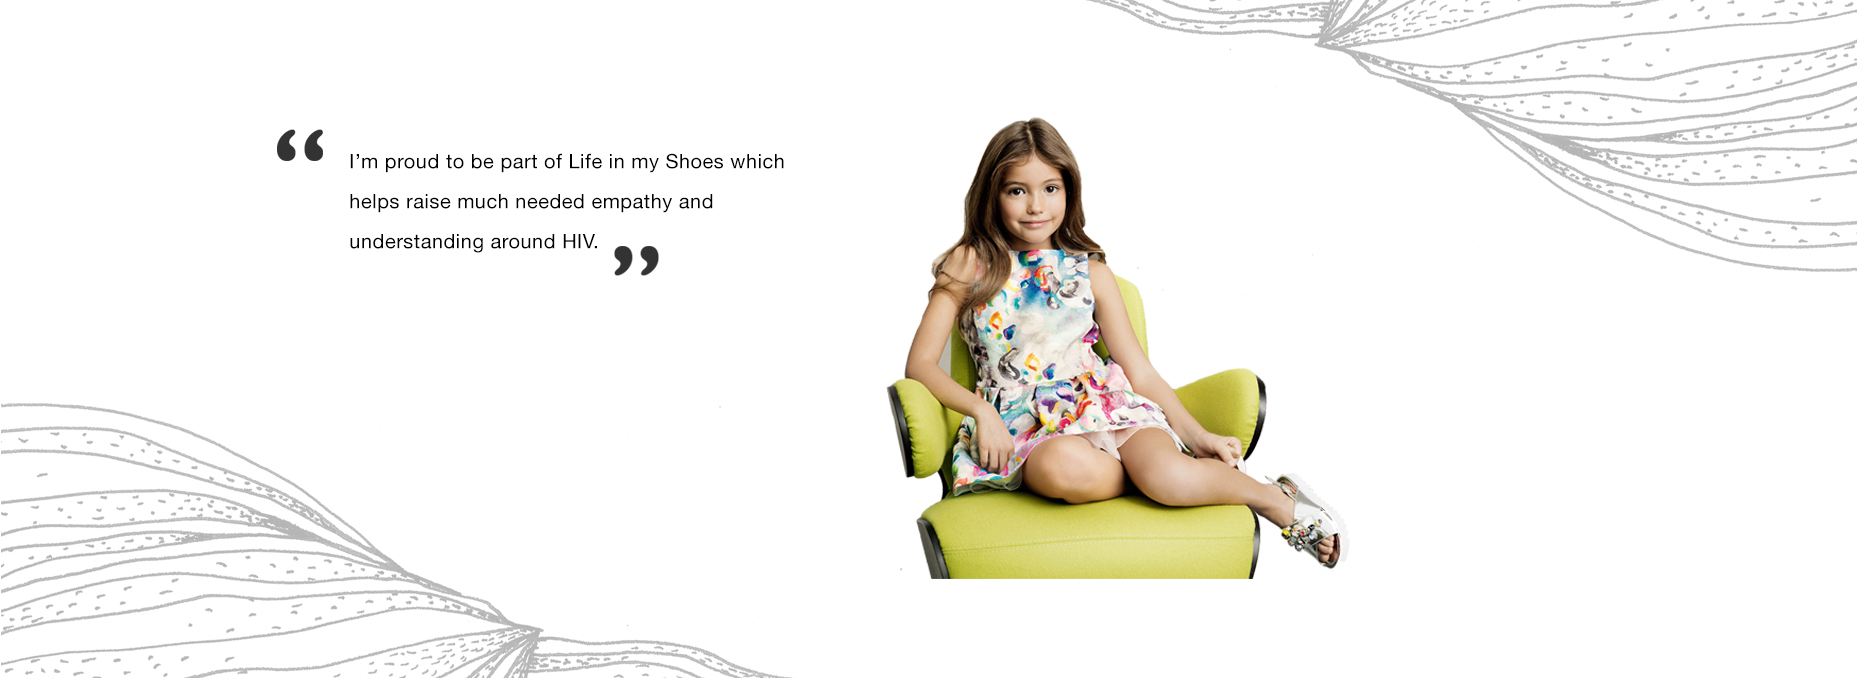 “ I’m proud to be part of Life in my Shoes which
helps raise much needed empathy and
understanding around HIV. ”